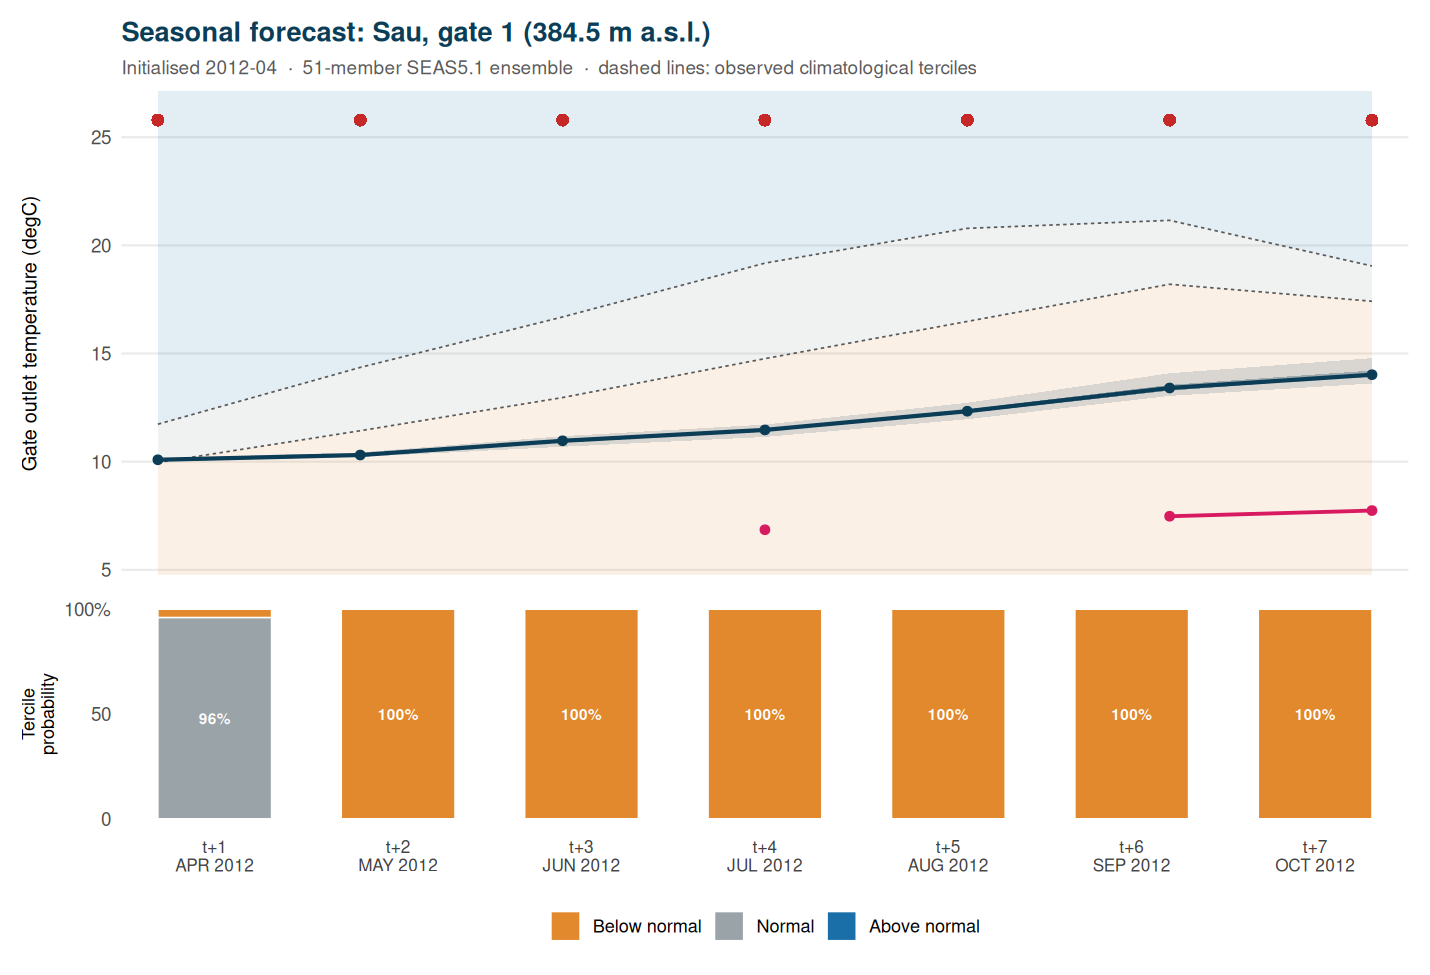 Seasonal forecast: Sau, gate 1 (384.5 m a.s.l.)
Initialised 2012-04 · 51-member SEAS5.1 ensemble · dashed lines: observed climatological terciles
Gate outlet temperature (degC)
25
20
15
10
5
Tercile
probability
100%
50
0
96%
100%
100%
100%
100%
100%
100%
t+1
APR 2012
t+2
MAY 2012
t+3
JUN 2012
t+4
JUL 2012
t+5
AUG 2012
t+6
SEP 2012
t+7
OCT 2012
Below normal
Normal
Above normal